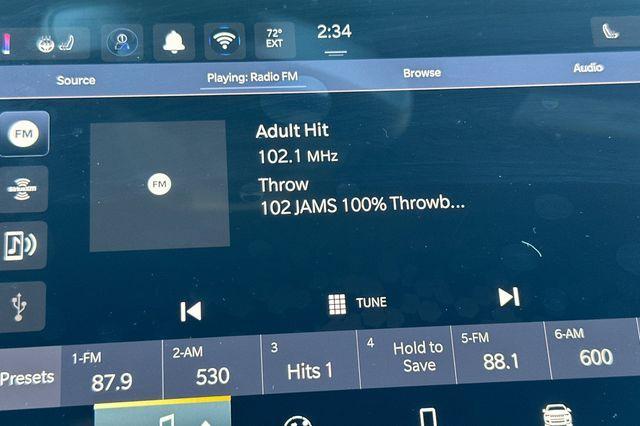 72° 2:34
EXT
Source Playing: Radio FM Browse Audio
FM
Adult Hit
102.1 MHz
FM
SiriusXM
Throw
102 JAMS 100% Throwb...
TUNE
Presets
1-FM 2-AM 3 4 5-FM 6-AM
87.9 530 Hits 1 Hold to Save 88.1 600